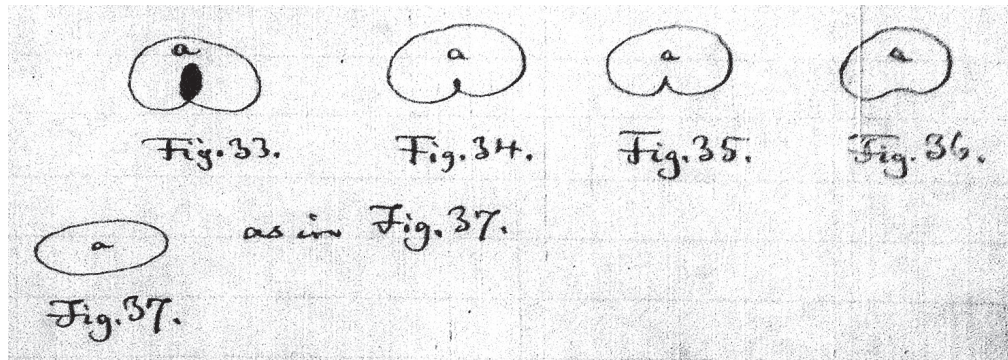 a a a a
Fig. 33. Fig. 34. Fig. 35. Fig. 36.
a as in Fig. 37.
Fig. 37.